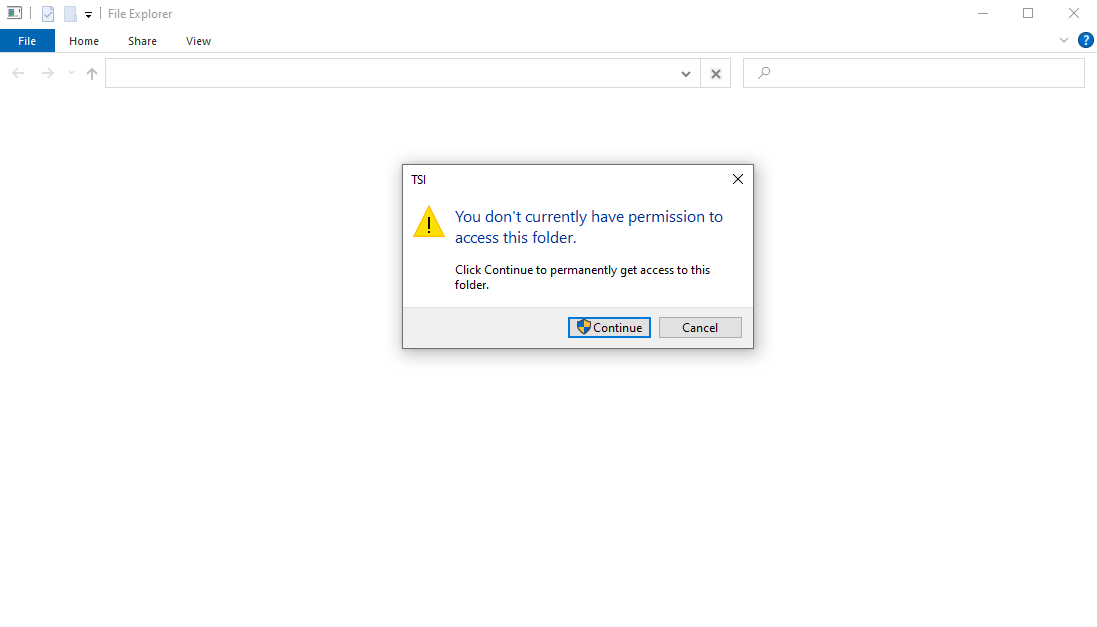 File Explorer
File Home Share View
?
TSI
You don't currently have permission to
access this folder.
Click Continue to permanently get access to this
folder.
Continue Cancel